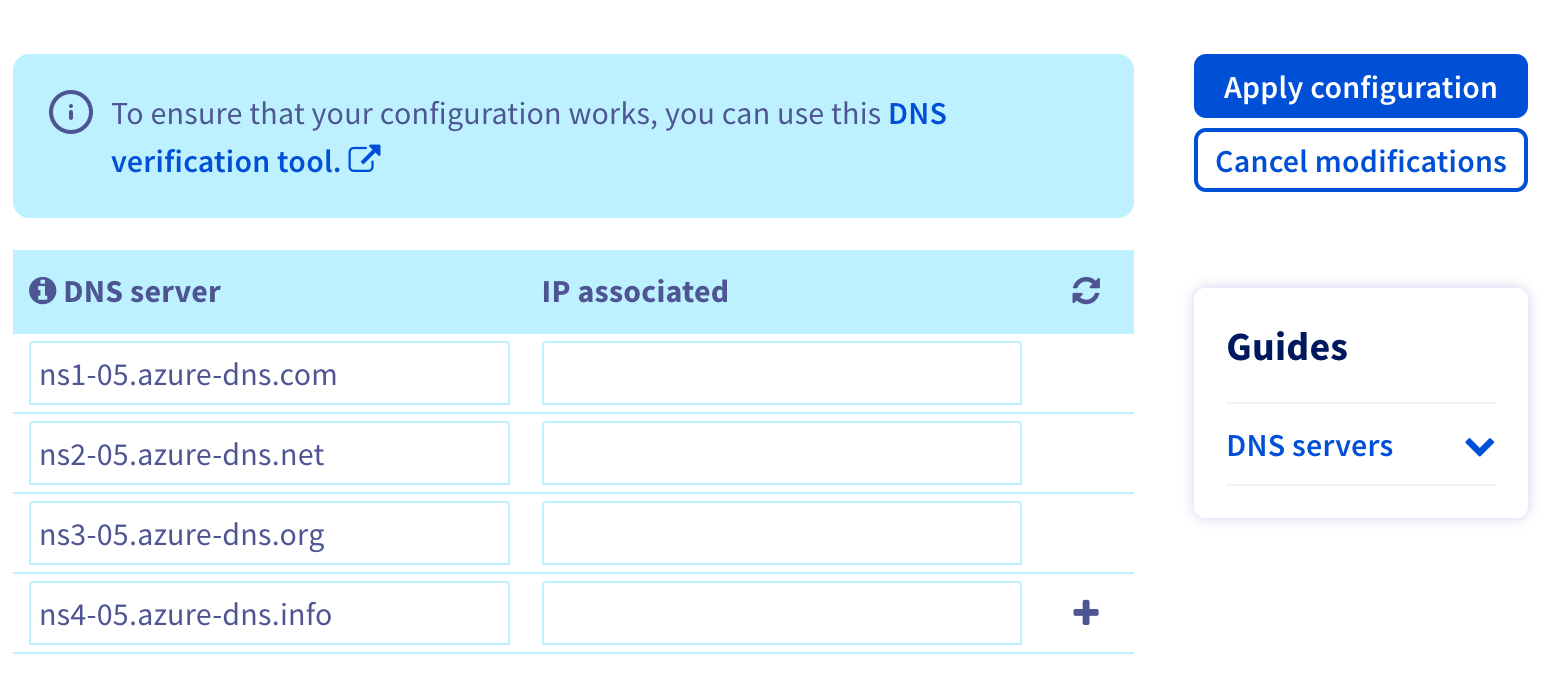 To ensure that your configuration works, you can use this DNS
verification tool.
Apply configuration
Cancel modifications
DNS server
IP associated
ns1-05.azure-dns.com
ns2-05.azure-dns.net
ns3-05.azure-dns.org
ns4-05.azure-dns.info
Guides
DNS servers